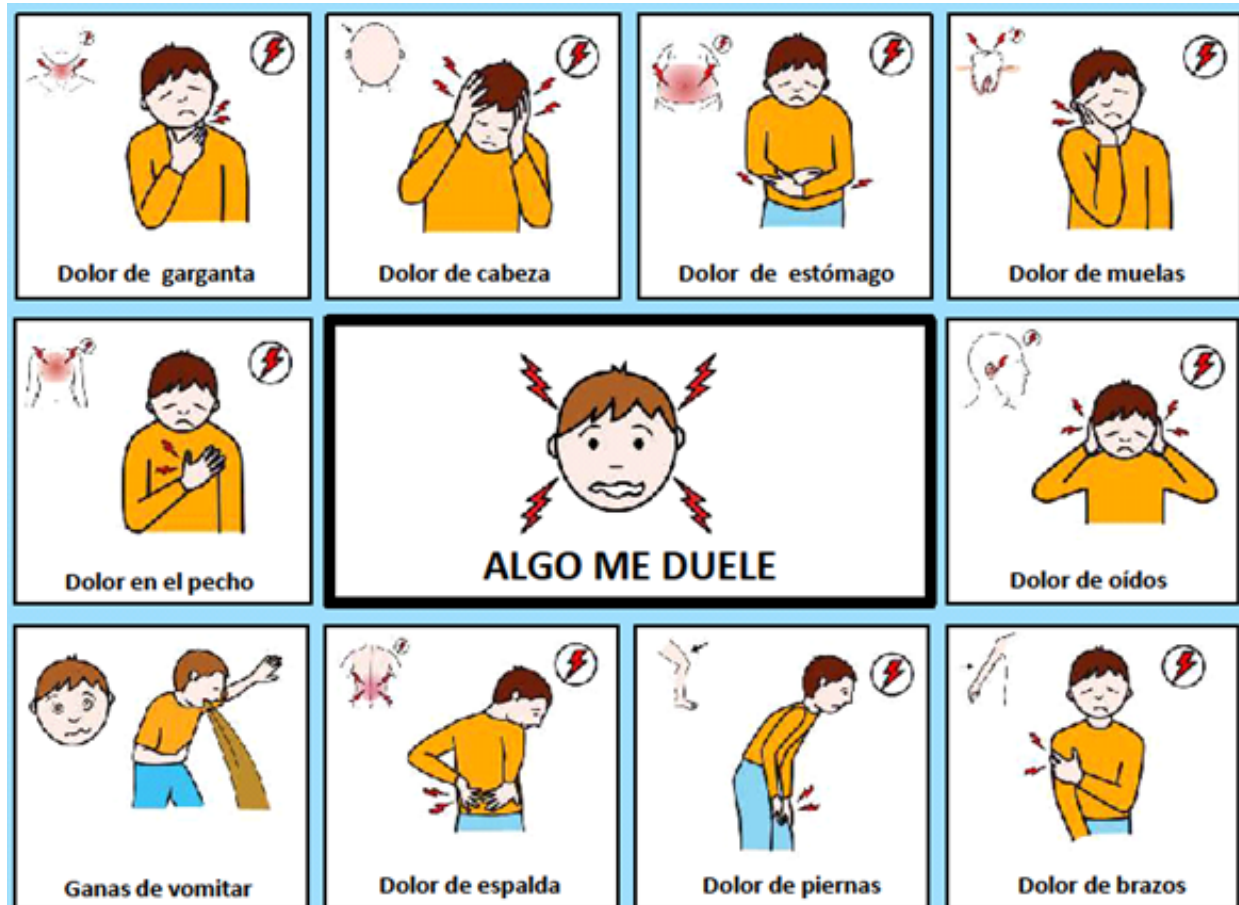 Dolor de garganta
Dolor de cabeza
Dolor de estómago
Dolor de muelas
Dolor en el pecho
ALGO ME DUELE
Dolor de oídos
Ganas de vomitar
Dolor de espalda
Dolor de piernas
Dolor de brazos